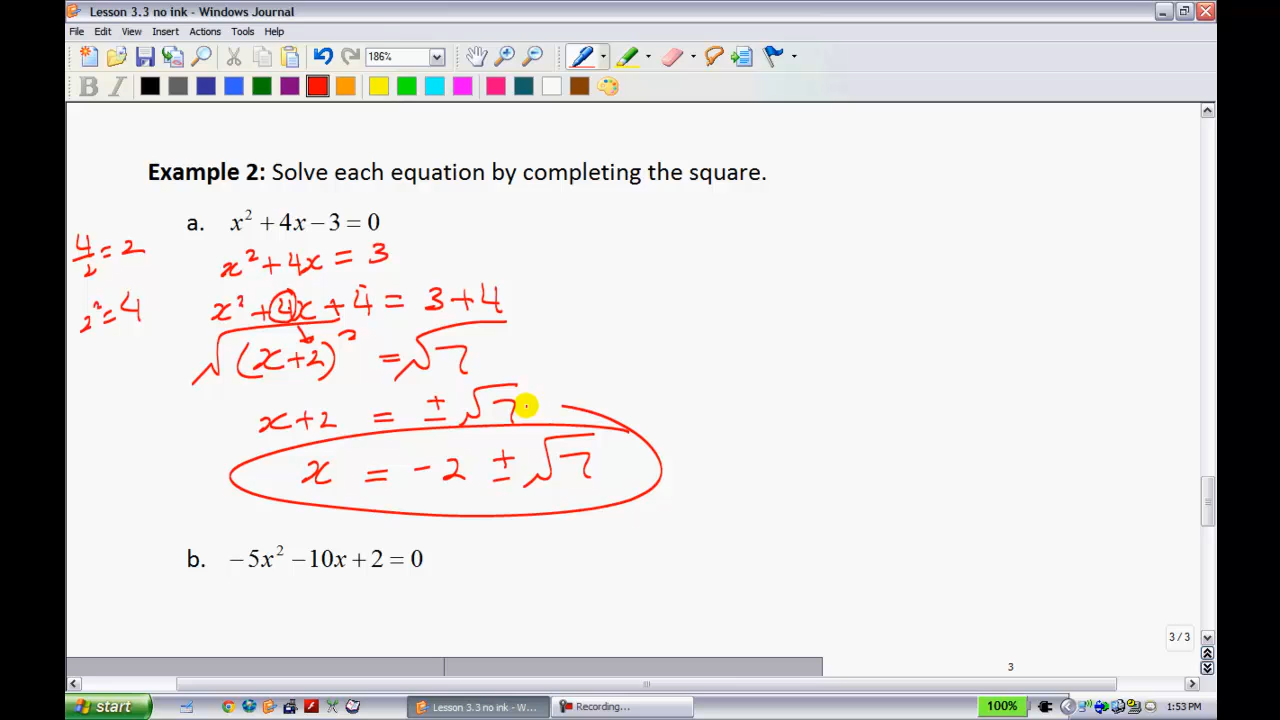 Lesson 3.3 no ink - Windows Journal
File Edit View Insert Actions Tools Help
186%
B I
Example 2: Solve each equation by completing the square.
a. x² + 4x − 3 = 0
4/2 = 2
x² + 4x = 3
2² = 4
x² + 4x + 4 = 3 + 4
√(x+2)² = √7
x+2 = ± √7
x = -2 ± √7
b. −5x² − 10x + 2 = 0
3/3
3
start
Lesson 3.3 no ink - W...
Recording...
100%
1:53 PM